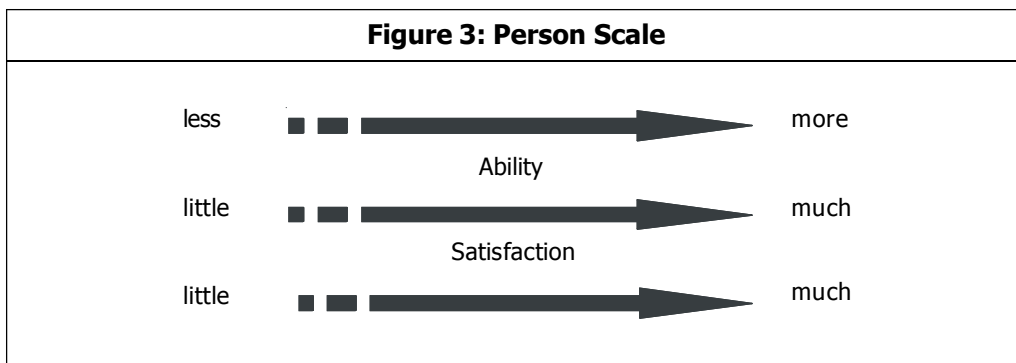 Figure 3: Person Scale
less more
Ability
little much
Satisfaction
little much